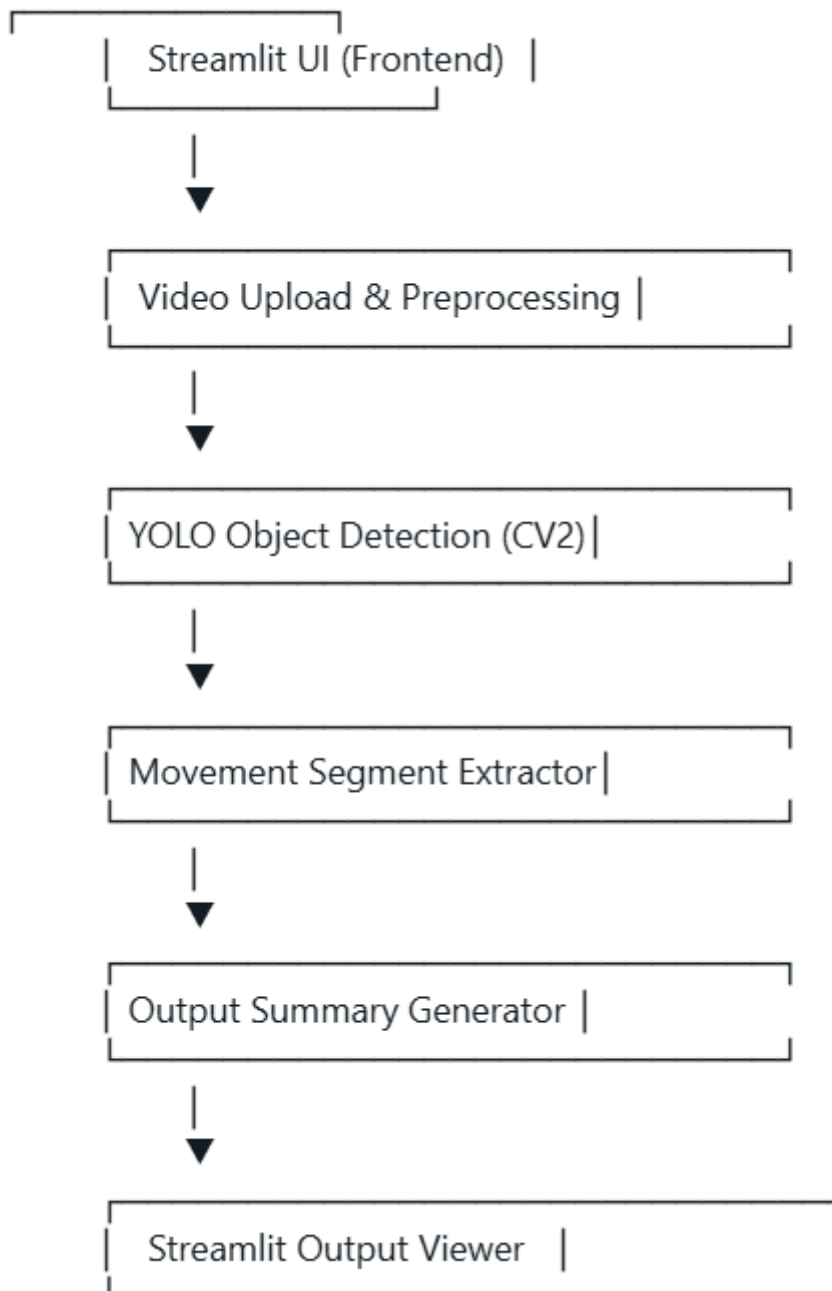 Streamlit UI (Frontend)
Video Upload & Preprocessing
YOLO Object Detection (CV2)
Movement Segment Extractor
Output Summary Generator
Streamlit Output Viewer